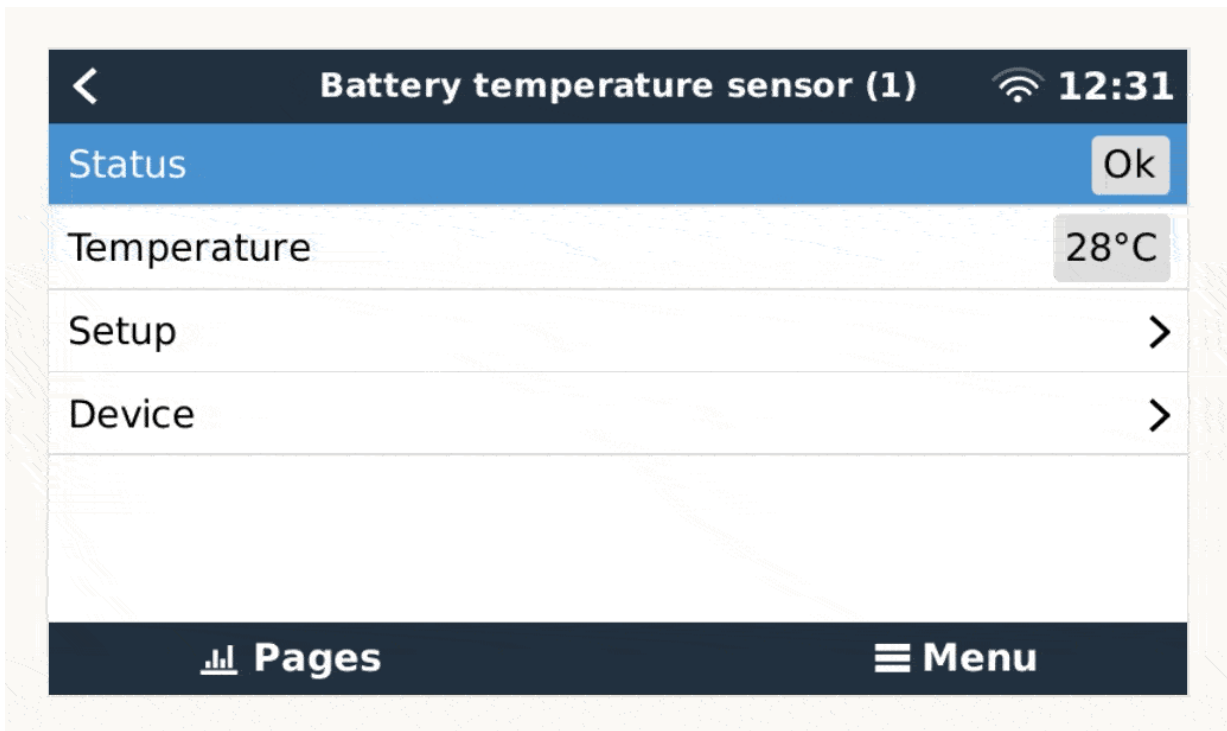 Battery temperature sensor (1) 12:31
Status Ok
Temperature 28°C
Setup
Device
Pages Menu